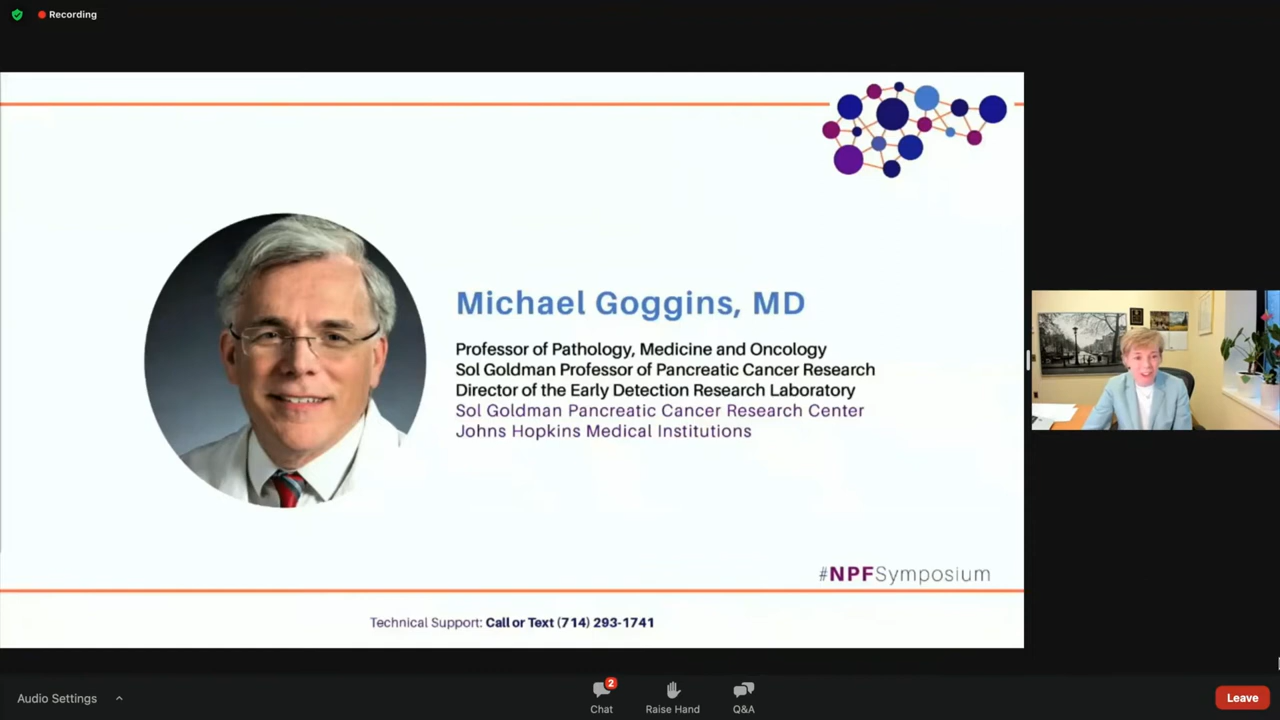 Recording
Michael Goggins, MD
Professor of Pathology, Medicine and Oncology
Sol Goldman Professor of Pancreatic Cancer Research
Director of the Early Detection Research Laboratory
Sol Goldman Pancreatic Cancer Research Center
Johns Hopkins Medical Institutions
#NPFSymposium
Technical Support: Call or Text (714) 293-1741
Audio Settings
2
Chat
Raise Hand
Q&A
Leave